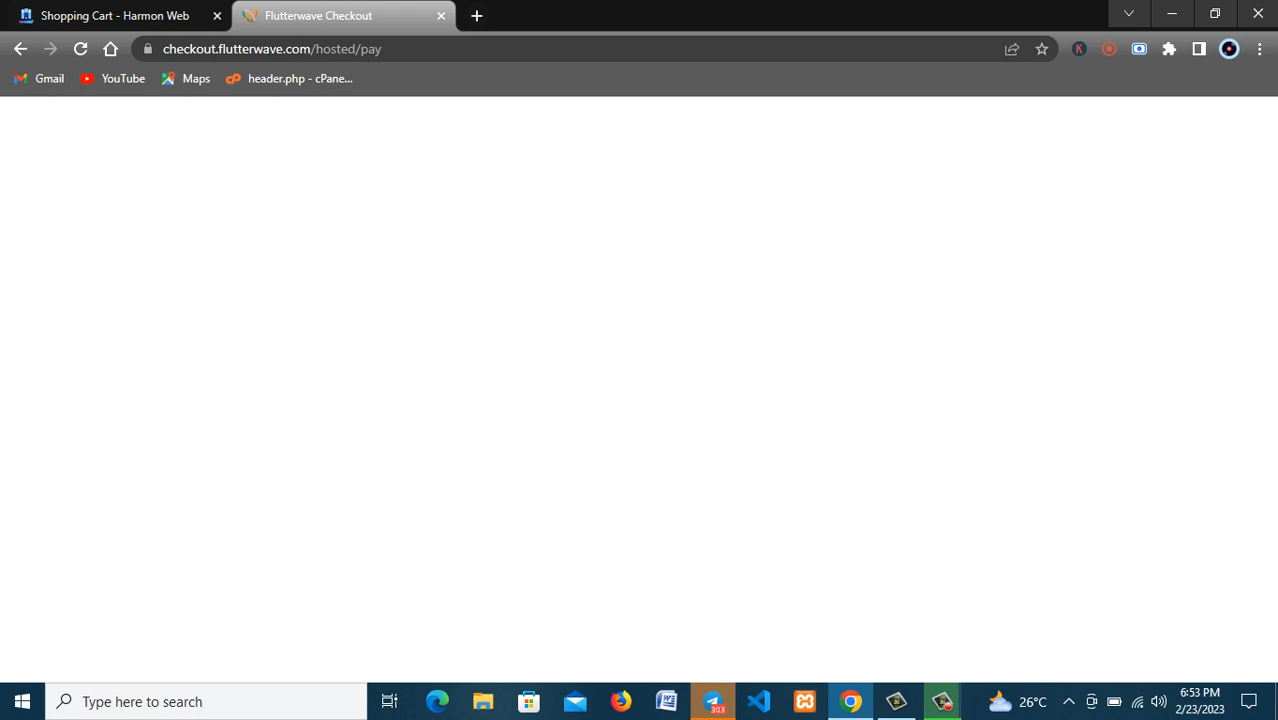 Shopping Cart - Harmon Web
Flutterwave Checkout
checkout.flutterwave.com/hosted/pay
Gmail
YouTube
Maps
header.php - cPane...
K
Type here to search
303
26°C
6:53 PM
2/23/2023